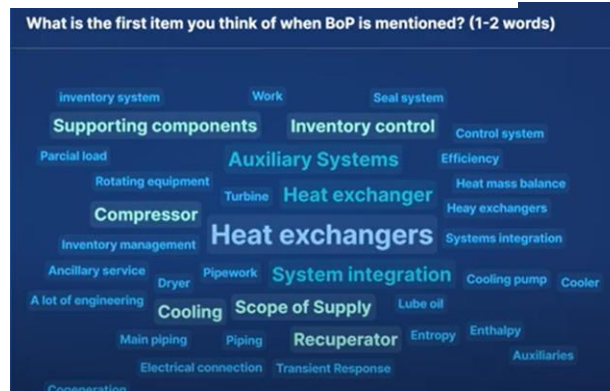 What is the first item you think of when BoP is mentioned? (1-2 words)
inventory system Work Seal system
Supporting components Inventory control Control system
Parcial load Auxiliary Systems Efficiency
Rotating equipment Turbine Heat exchanger Heat mass balance
Compressor Heay exchangers
Inventory management Heat exchangers Systems integration
Ancillary service Dryer Pipework System integration Cooling pump Cooler
A lot of engineering Cooling Scope of Supply Lube oil
Main piping Piping Recuperator Entropy Enthalpy
Auxiliaries
Electrical connection Transient Response
Cogeneration